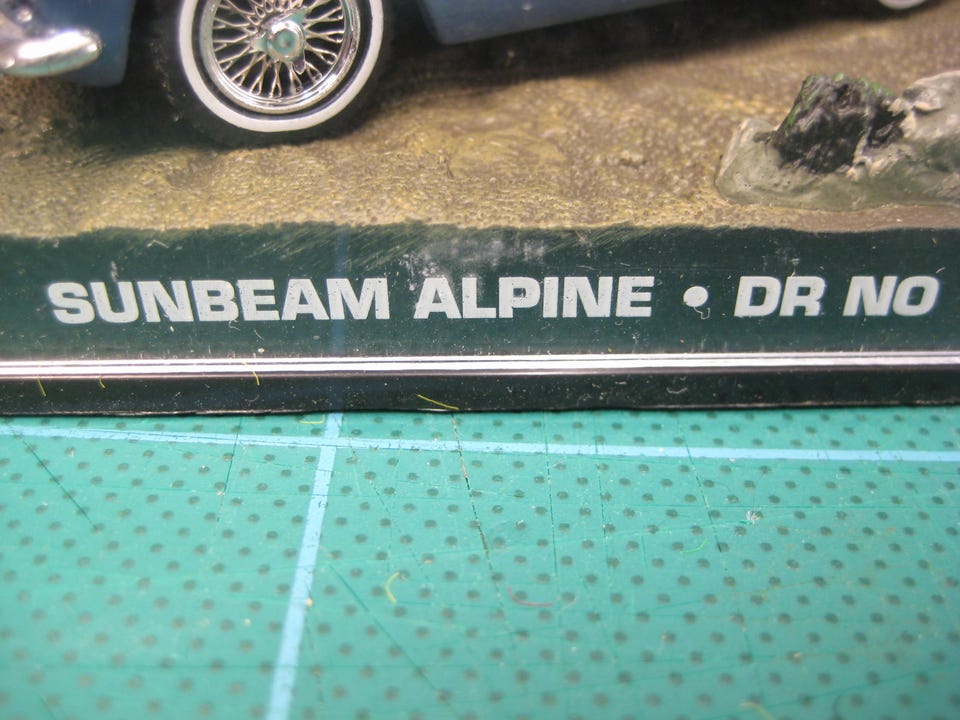 SUNBEAM ALPINE • DR NO